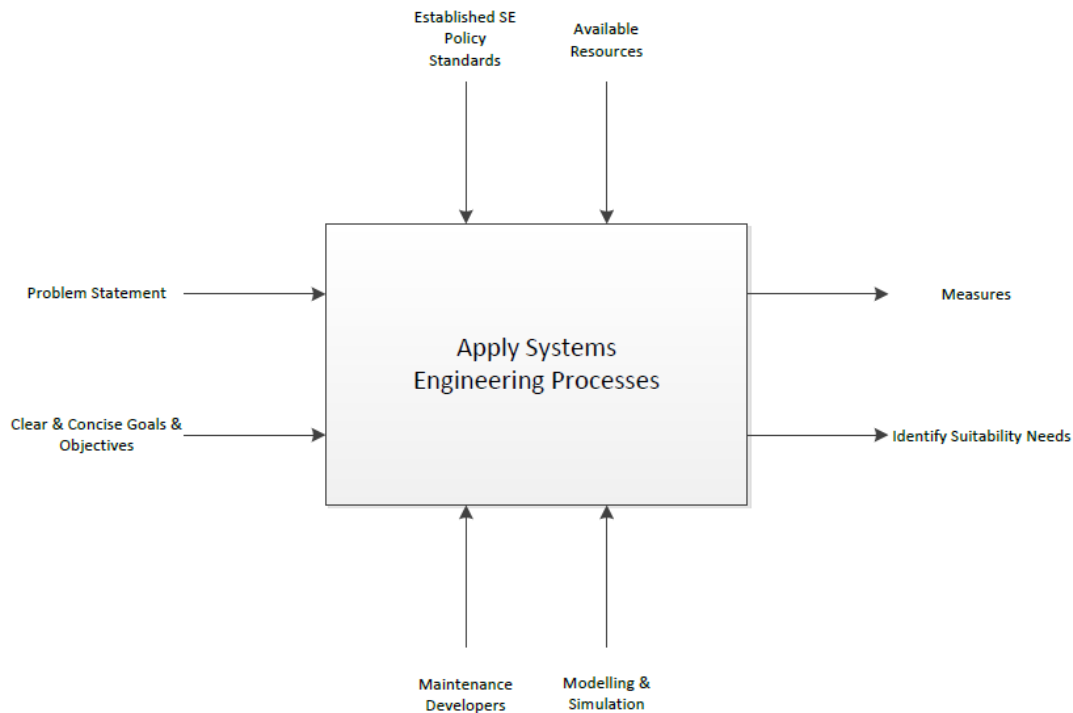 Established SE
Policy
Standards
Available
Resources
Problem Statement
Measures
Apply Systems
Engineering Processes
Clear & Concise Goals &
Objectives
Identify Suitability Needs
Maintenance
Developers
Modelling &
Simulation